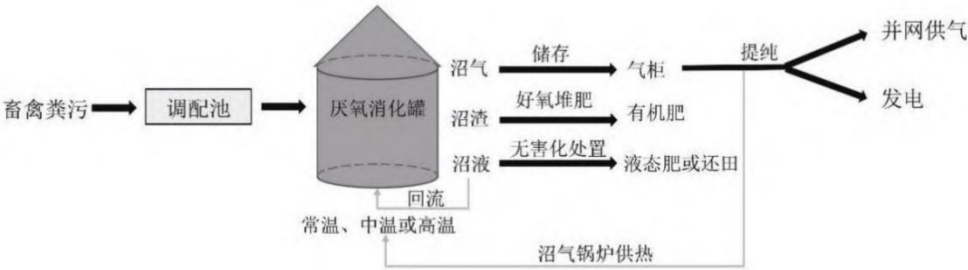 畜禽粪污
调配池
厌氧消化罐
沼气
储存
气柜
提纯
并网供气
发电
沼渣
好氧堆肥
有机肥
沼液
无害化处置
液态肥或还田
回流
常温、中温或高温
沼气锅炉供热